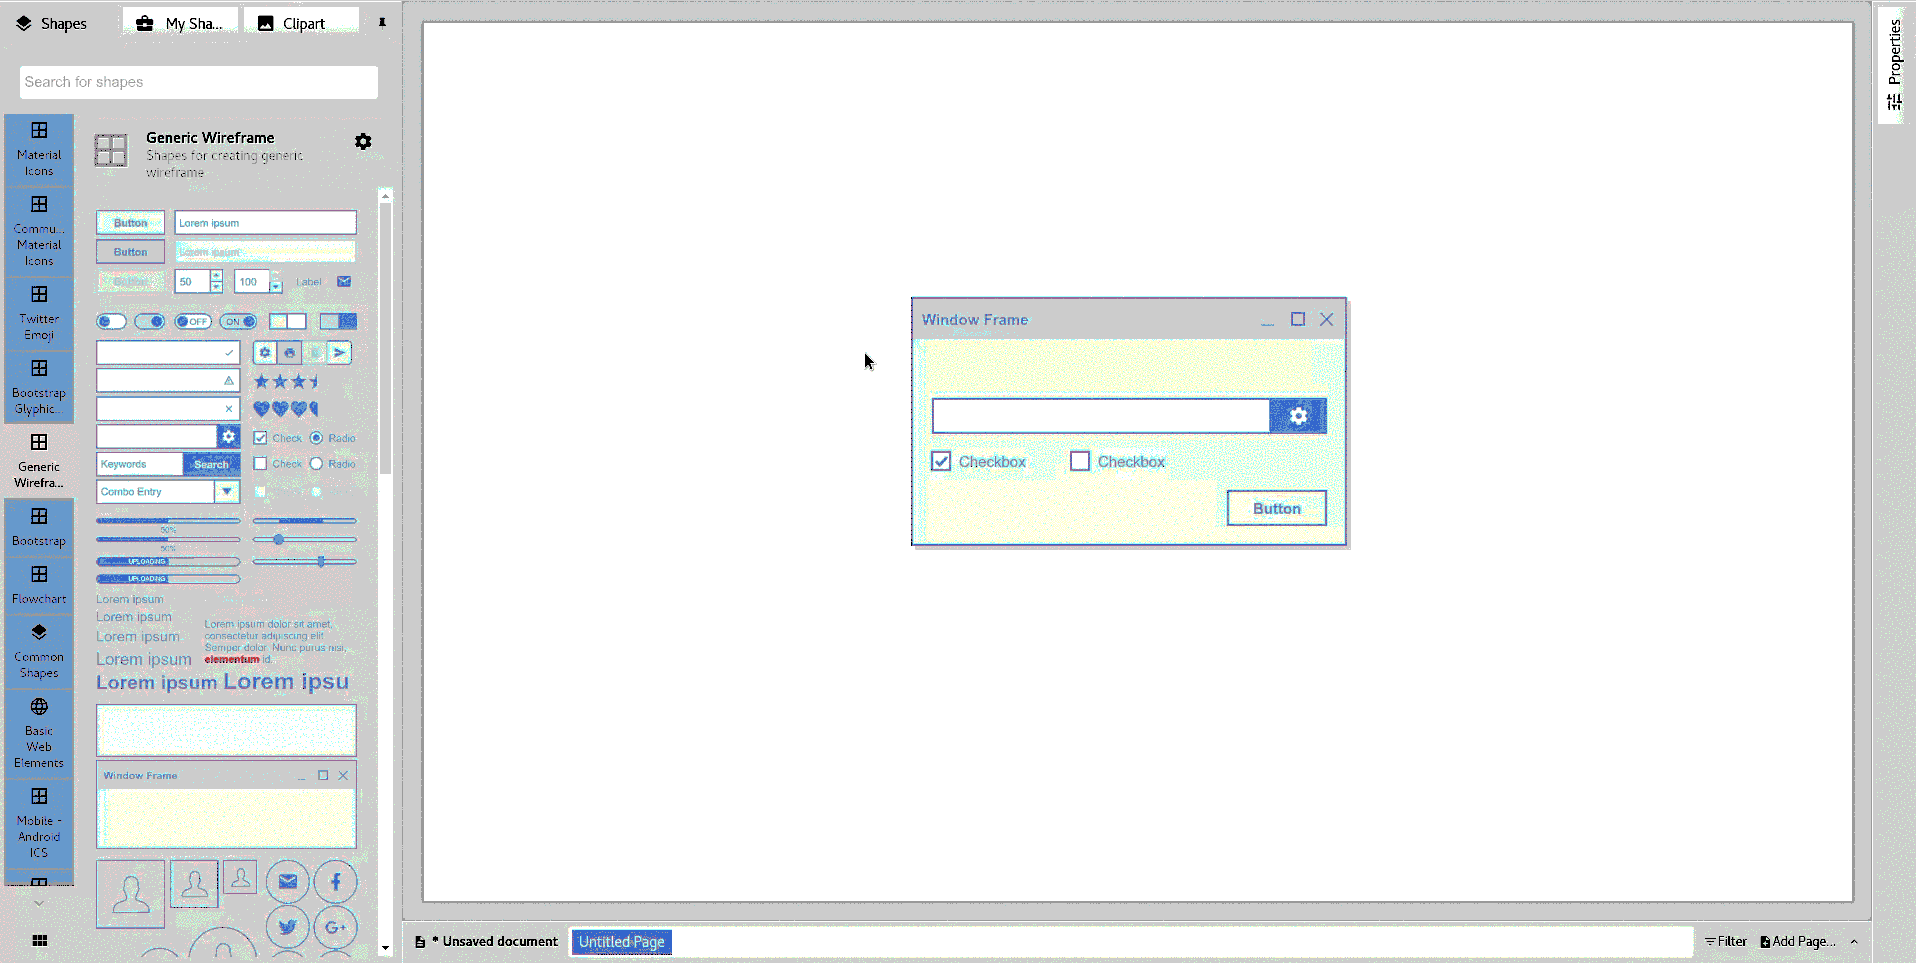 Shapes
My Sha...
Clipart
Search for shapes
Material
Icons
Commu...
Material
Icons
Twitter
Emoji
Bootstrap
Glyphic...
Generic
Wirefra...
Bootstrap
Flowchart
Common
Shapes
Basic
Web
Elements
Mobile -
Android
ICS
Generic Wireframe
Shapes for creating generic
wireframe
Button
Lorem ipsum
Button
Lorem ipsum
Button
50
100
Label
OFF
ON
Check
Radio
Keywords
Search
Check
Radio
Combo Entry
50%
50%
UPLOADING
UPLOADING
Lorem ipsum
Lorem ipsum
Lorem ipsum
Lorem ipsum
Lorem ipsum dolor sit amet,
consectetur adipiscing elit
Semper dolor. Nunc purus nisi,
elementum id
Lorem ipsum
Lorem ipsu
Window Frame
G+
Window Frame
Checkbox
Checkbox
Button
* Unsaved document
Untitled Page
Filter
Add Page...
Properties